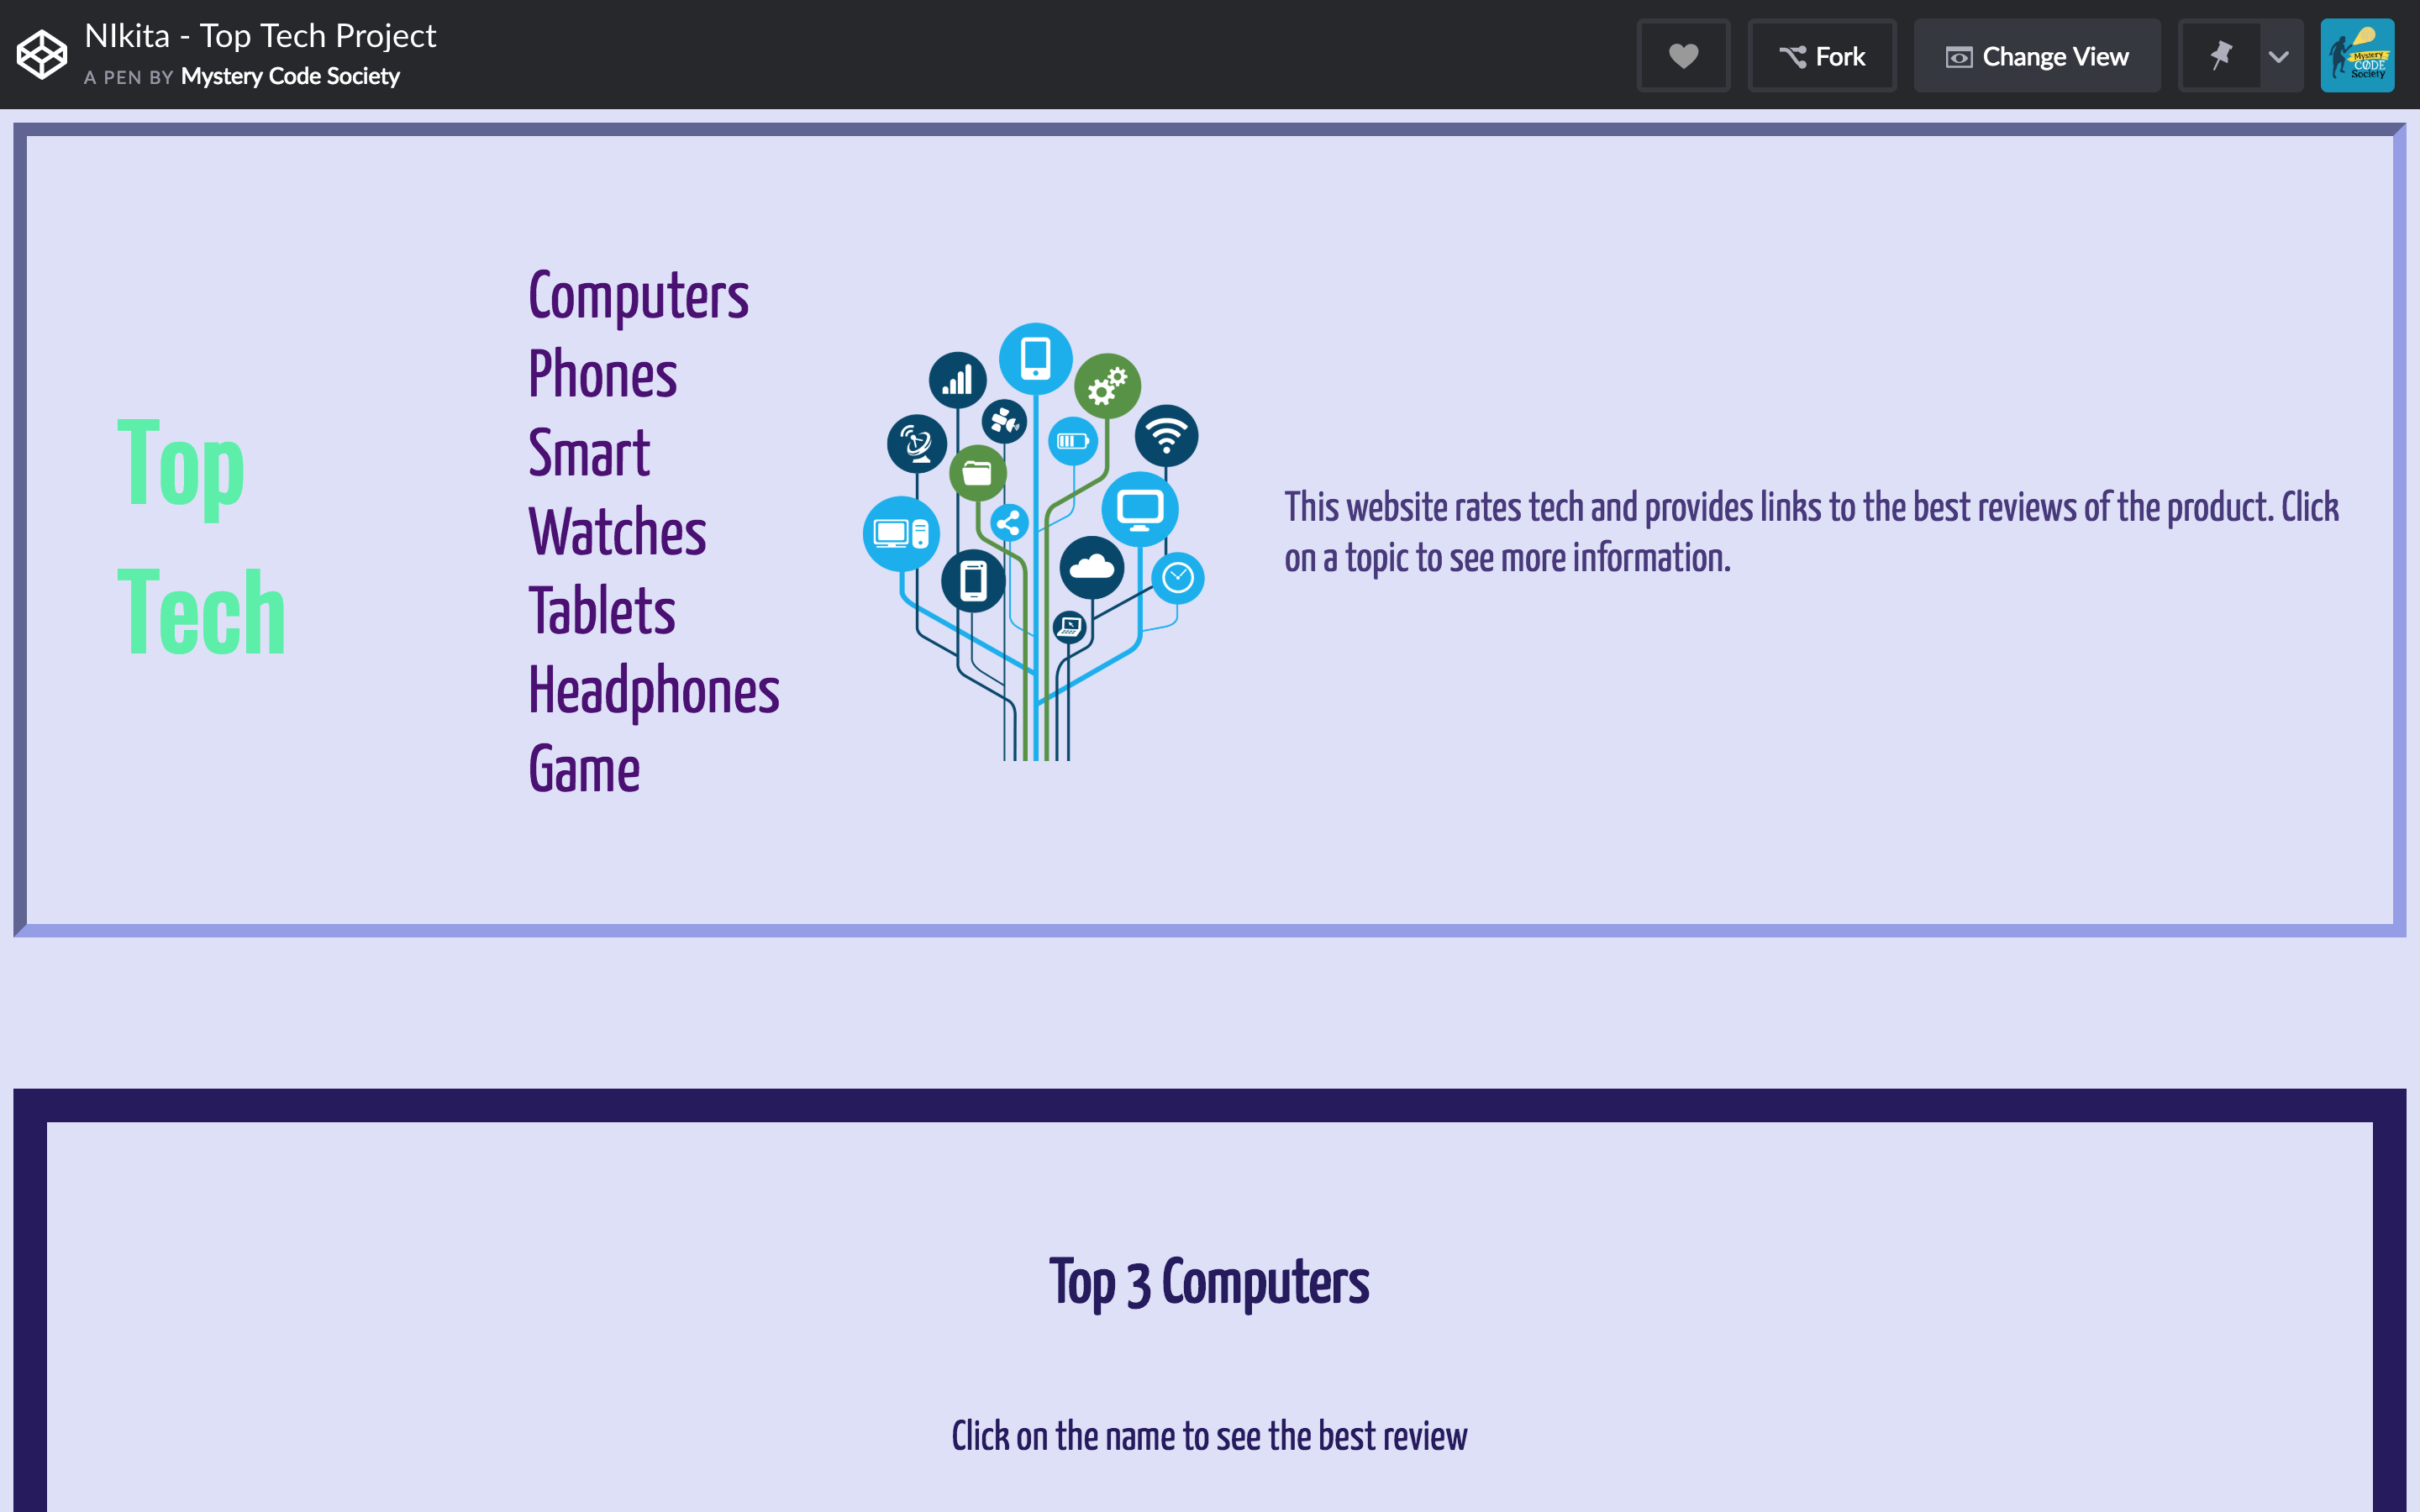 NIkita - Top Tech Project
A PEN BY Mystery Code Society
Fork
Change View
Mystery
CODE
Society
Top
Tech
Computers
Phones
Smart
Watches
Tablets
Headphones
Game
This website rates tech and provides links to the best reviews of the product. Click
on a topic to see more information.
Top 3 Computers
Click on the name to see the best review